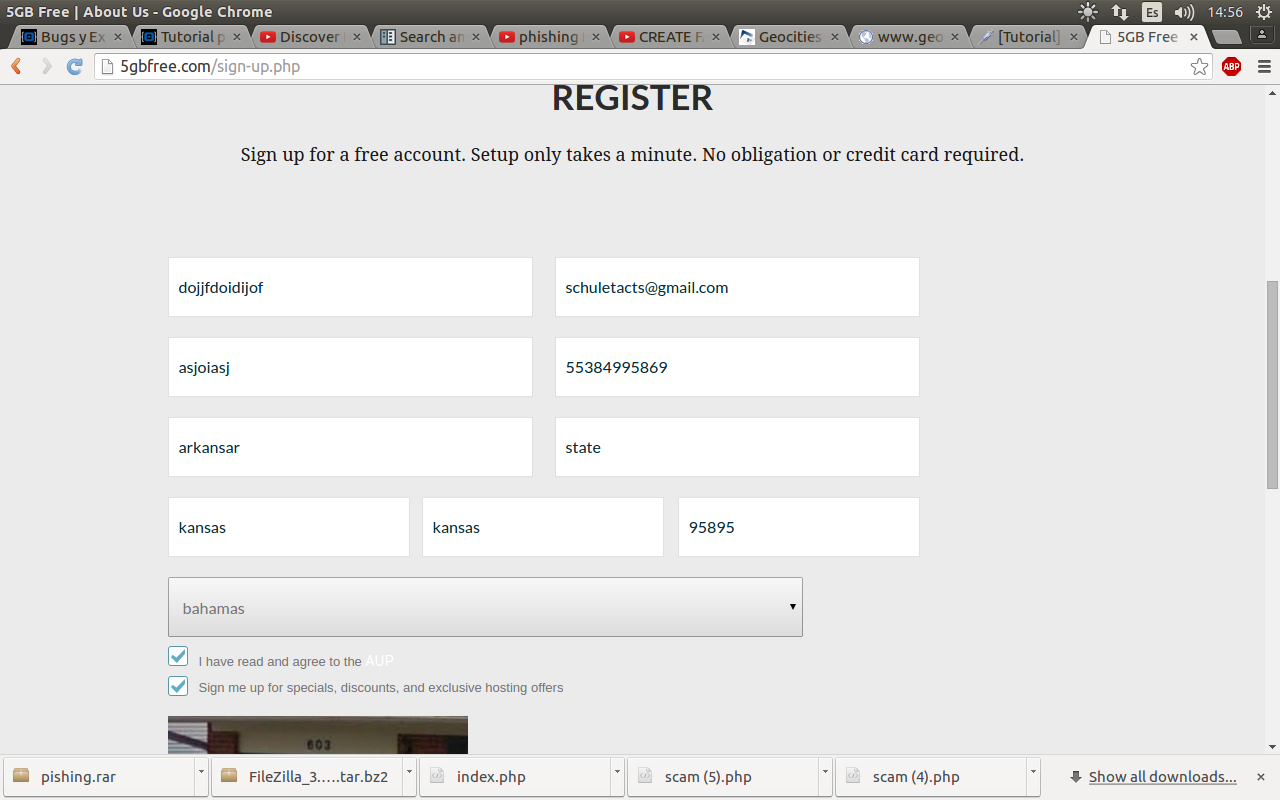 5GB Free | About Us - Google Chrome
Es
14:56
Bugs y Ex
Tutorial p
Discover
Search an
phishing
CREATE FA
Geocities
www.geo
[Tutorial]
5GB Free
5gbfree.com/sign-up.php
ABP
REGISTER
Sign up for a free account. Setup only takes a minute. No obligation or credit card required.
dojjfdoidijof
schuletacts@gmail.com
asjoiasj
55384995869
arkansar
state
kansas
kansas
95895
bahamas
I have read and agree to the AUP
Sign me up for specials, discounts, and exclusive hosting offers
603
pishing.rar
FileZilla_3.....tar.bz2
index.php
scam (5).php
scam (4).php
Show all downloads...